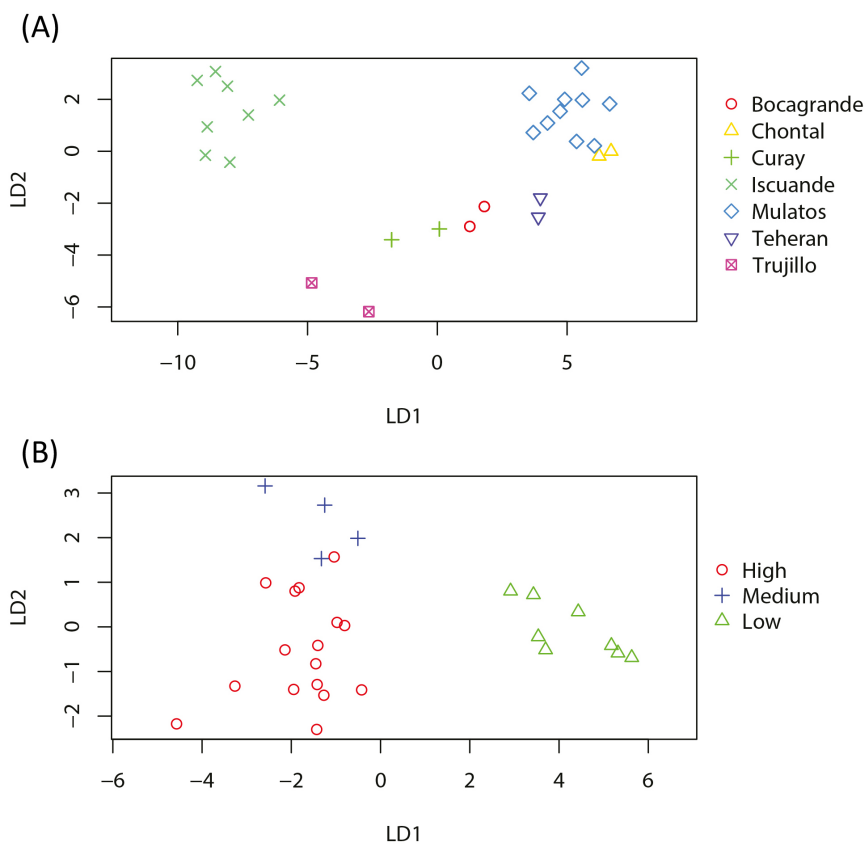 (A)
2
0
−2
−4
−6
LD2
−10
−5
0
5
LD1
Bocagrande
Chontal
Curay
Iscuande
Mulatos
Teheran
Trujillo
(B)
3
2
1
0
−1
−2
LD2
−6
−4
−2
0
2
4
6
LD1
High
Medium
Low